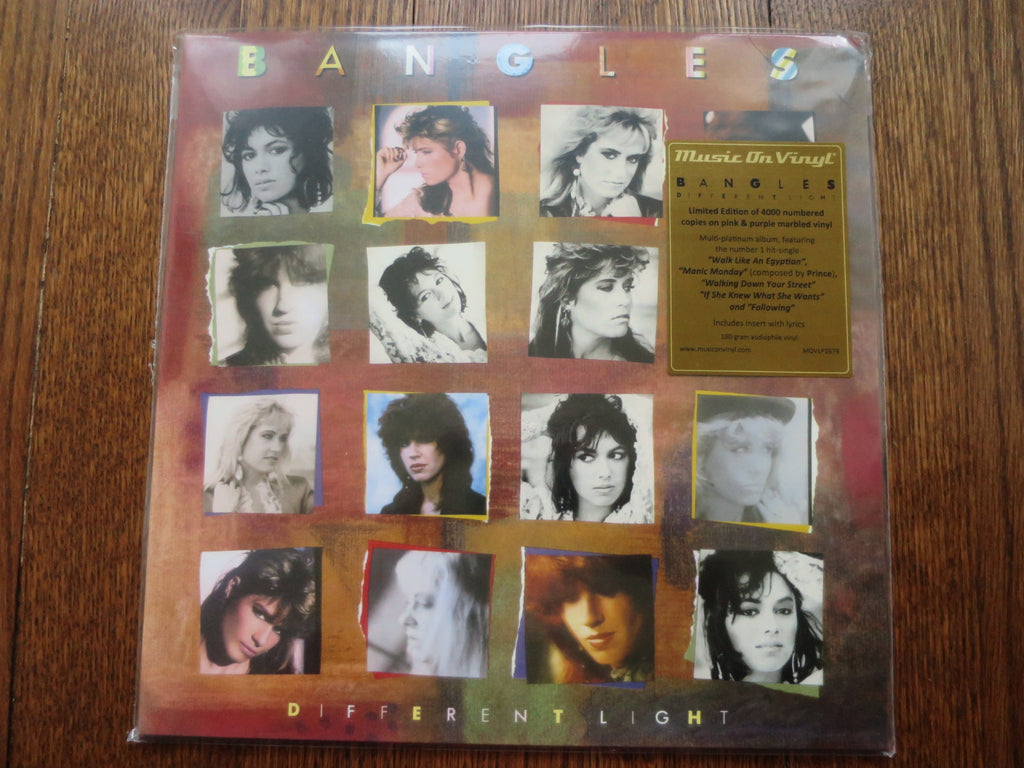 BANGLES
Music On Vinyl
BANGLES
DIFFERENT LIGHT
Limited Edition of 4000 numbered
copies on pink & purple marbled vinyl
Multi-platinum album, featuring
the number 1 hit-single
"Walk Like An Egyptian",
"Manic Monday" (composed by Prince),
"Walking Down Your Street"
"If She Knew What She Wants"
and "Following"
Includes insert with lyrics
180 gram audiophile vinyl
www.musiconvinyl.com
DIFFERENT LIGHT